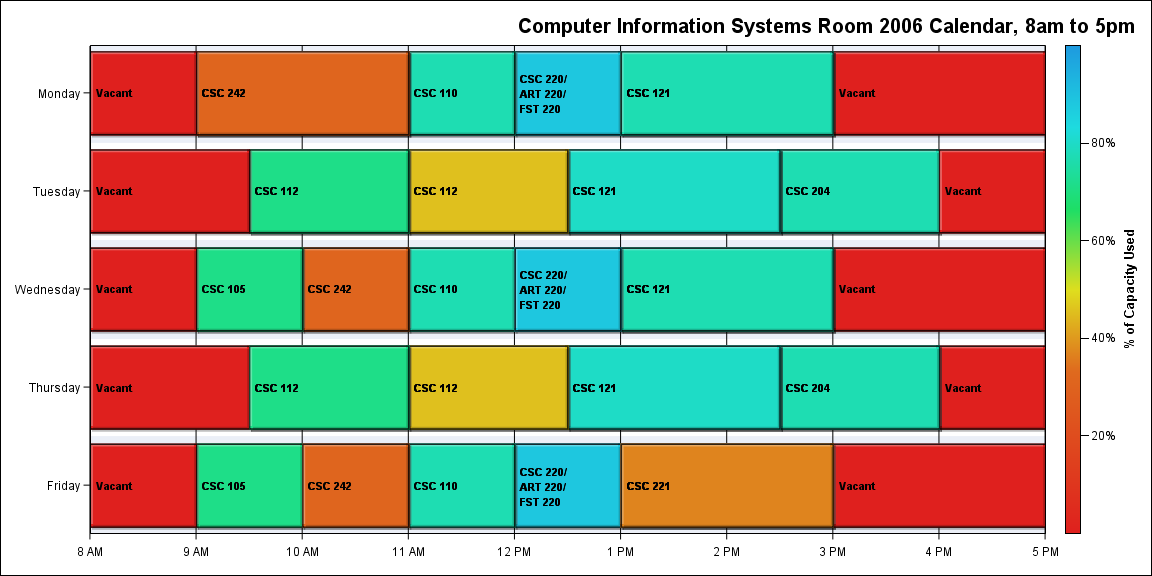 Computer Information Systems Room 2006 Calendar, 8am to 5pm
Monday
Vacant
CSC 242
CSC 110
CSC 220/
ART 220/
FST 220
CSC 121
Vacant
Tuesday
Vacant
CSC 112
CSC 112
CSC 121
CSC 204
Vacant
Wednesday
Vacant
CSC 105
CSC 242
CSC 110
CSC 220/
ART 220/
FST 220
CSC 121
Vacant
Thursday
Vacant
CSC 112
CSC 112
CSC 121
CSC 204
Vacant
Friday
Vacant
CSC 105
CSC 242
CSC 110
CSC 220/
ART 220/
FST 220
CSC 221
Vacant
8 AM
9 AM
10 AM
11 AM
12 PM
1 PM
2 PM
3 PM
4 PM
5 PM
80%
60%
40%
20%
% of Capacity Used